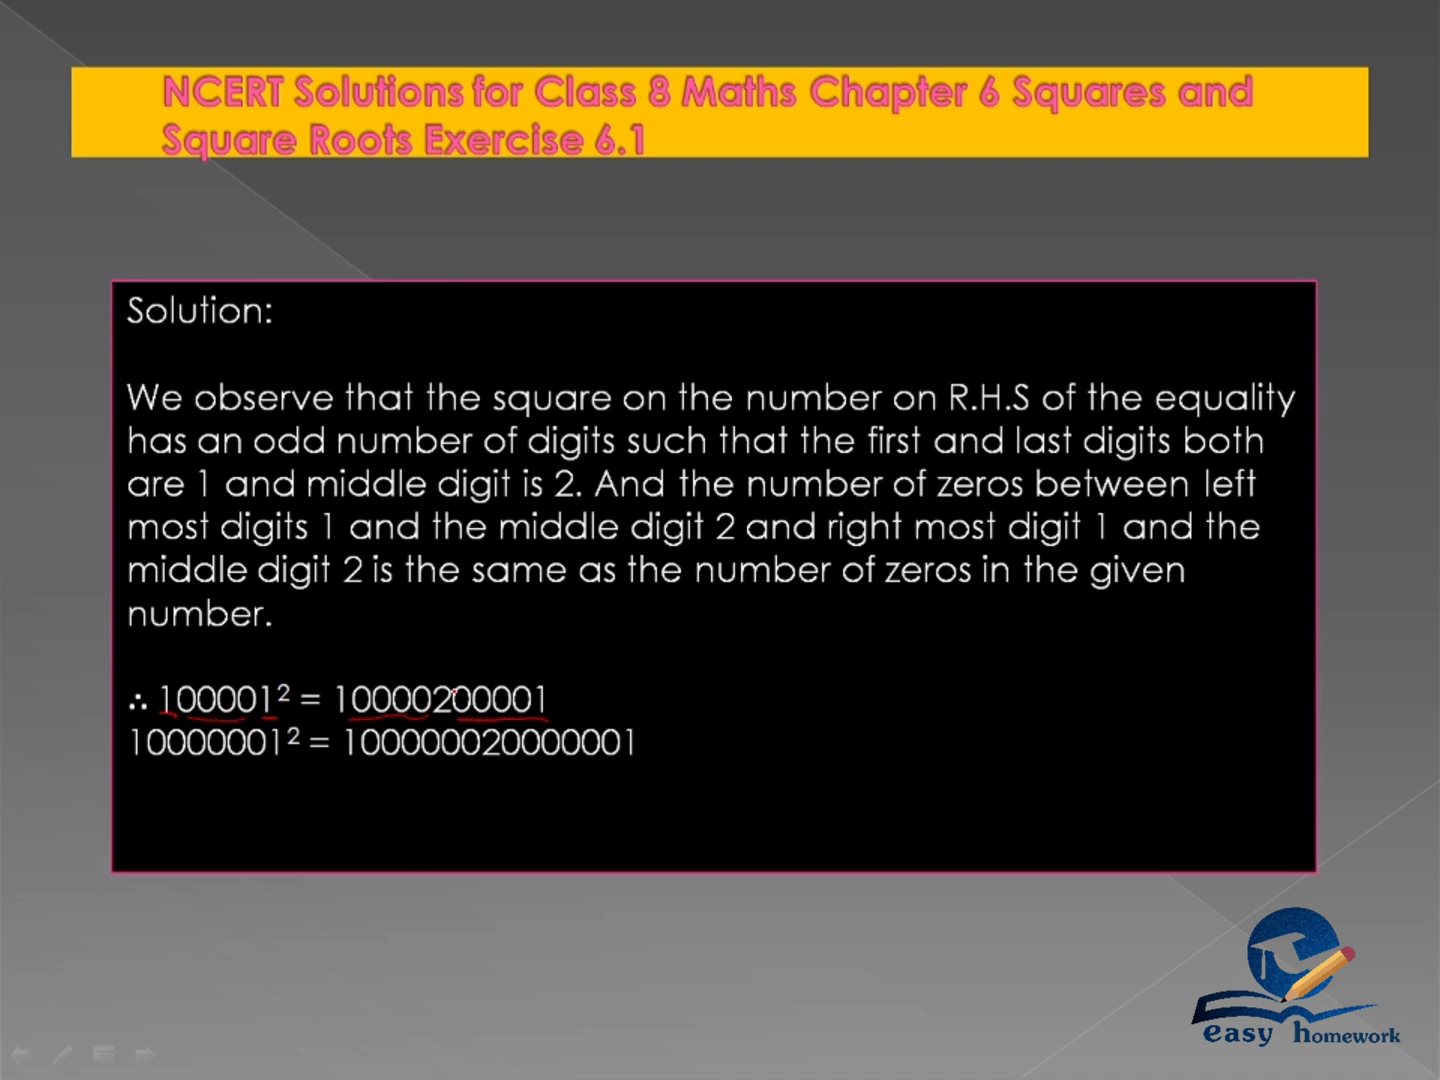 NCERT Solutions for Class 8 Maths Chapter 6 Squares and
Square Roots Exercise 6.1
Solution:
We observe that the square on the number on R.H.S of the equality
has an odd number of digits such that the first and last digits both
are 1 and middle digit is 2. And the number of zeros between left
most digits 1 and the middle digit 2 and right most digit 1 and the
middle digit 2 is the same as the number of zeros in the given
number.
∴ 100001² = 10000200001
10000001² = 100000020000001
easy homework